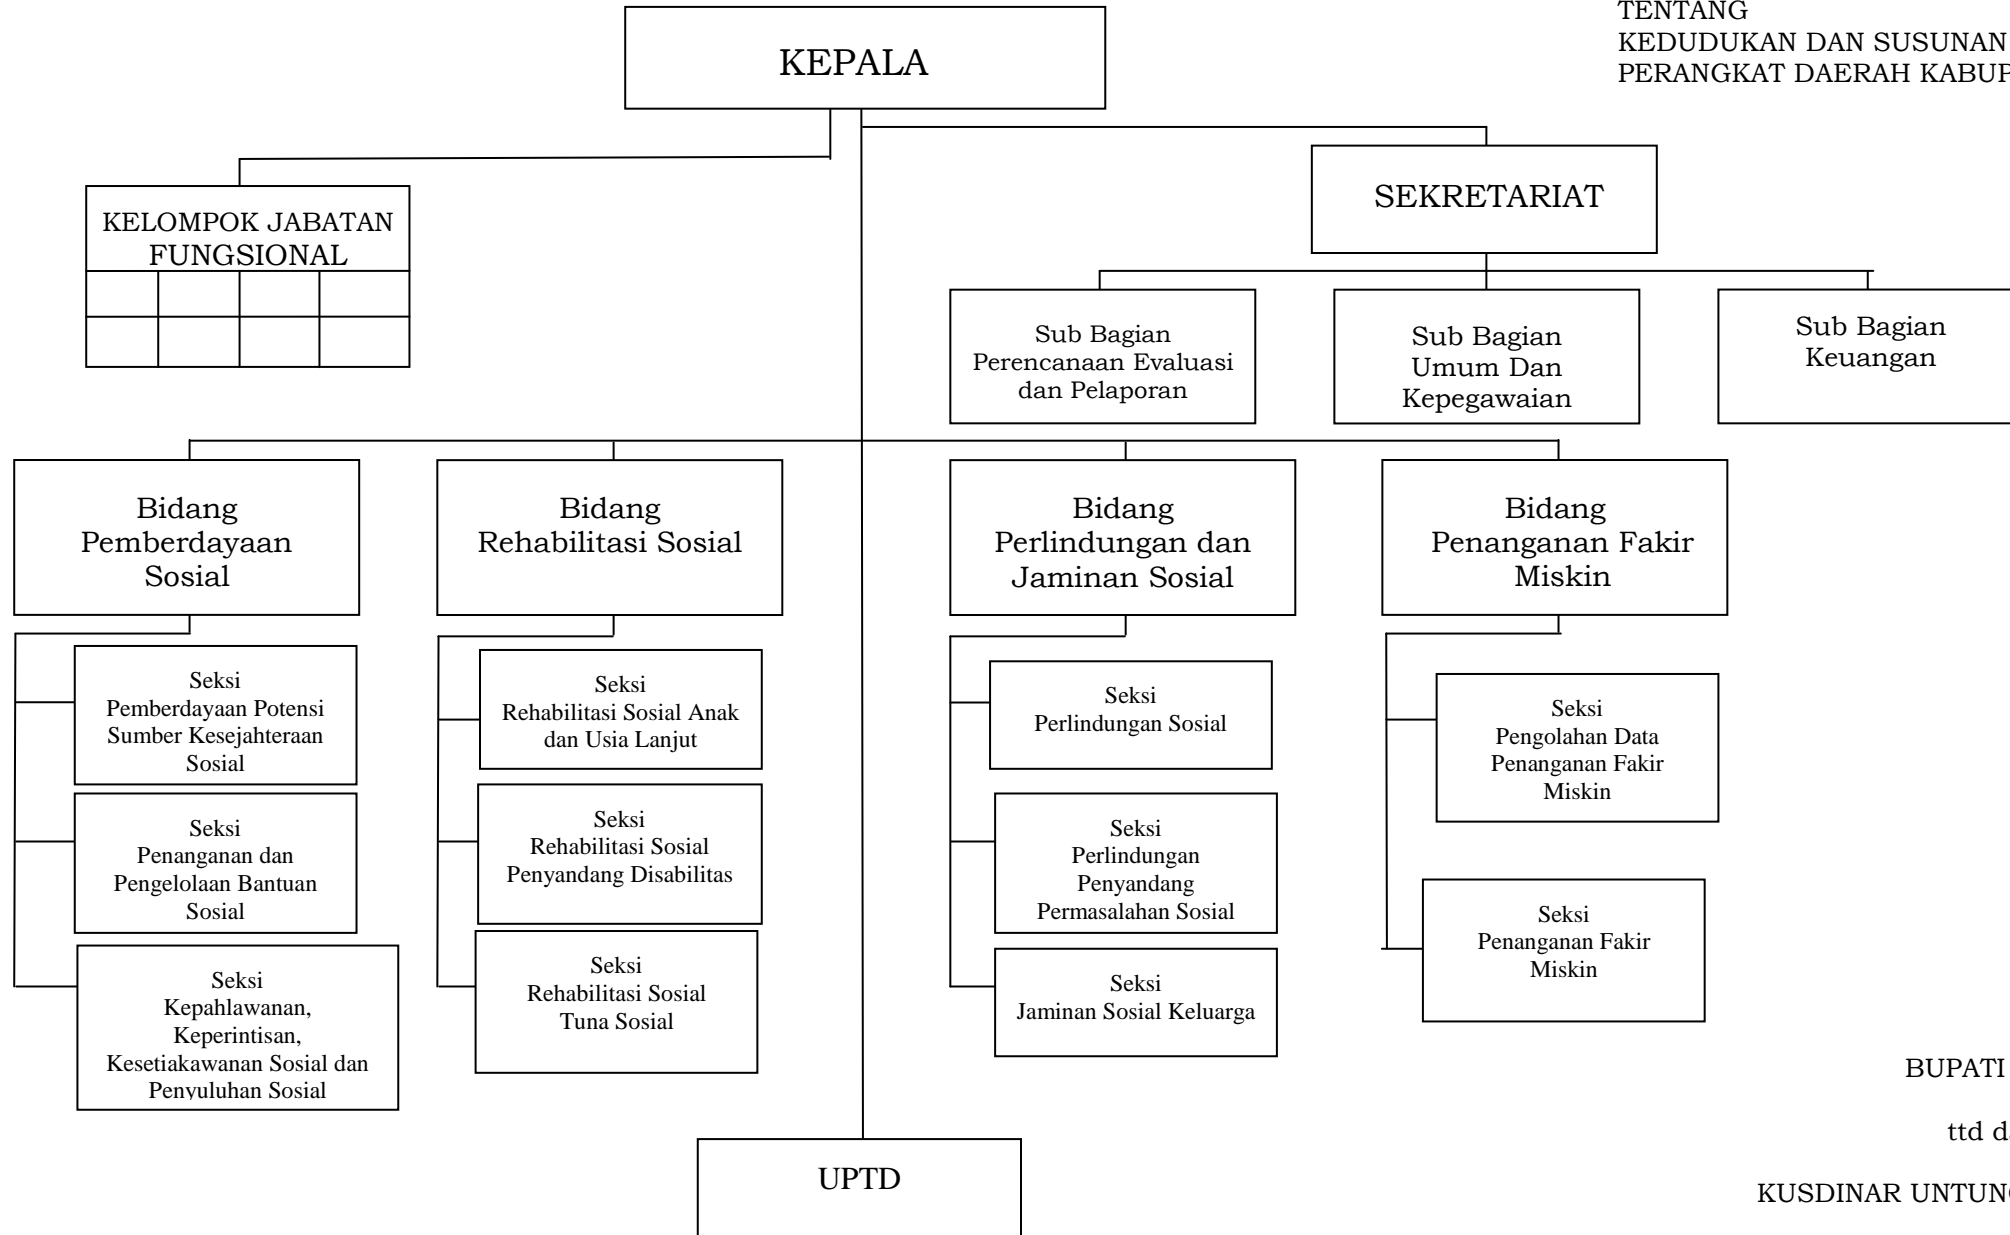 TENTANG
KEDUDUKAN DAN SUSUNAN
PERANGKAT DAERAH
KEPALA
SEKRETARIAT
KELOMPOK JABATAN
FUNGSIONAL
Sub Bagian
Perencanaan Evaluasi
dan Pelaporan
Sub Bagian
Umum Dan
Kepegawaian
Sub Bagian
Keuangan
Bidang
Pemberdayaan
Sosial
Bidang
Rehabilitasi Sosial
Bidang
Perlindungan dan
Jaminan Sosial
Bidang
Penanganan Fakir
Miskin
Seksi
Pemberdayaan Potensi
Sumber Kesejahteraan
Sosial
Seksi
Penanganan dan
Pengelolaan Bantuan
Sosial
Seksi
Kepahlawanan,
Keperintisan,
Kesetiakawanan Sosial dan
Penyuluhan Sosial
Seksi
Rehabilitasi Sosial Anak
dan Usia Lanjut
Seksi
Rehabilitasi Sosial
Penyandang Disabilitas
Seksi
Rehabilitasi Sosial
Tuna Sosial
Seksi
Perlindungan Sosial
Seksi
Perlindungan
Penyandang
Permasalahan Sosial
Seksi
Jaminan Sosial Keluarga
Seksi
Pengolahan Data
Penanganan Fakir
Miskin
Seksi
Penanganan Fakir
Miskin
UPTD
BUPATI
ttd
KUSDINAR